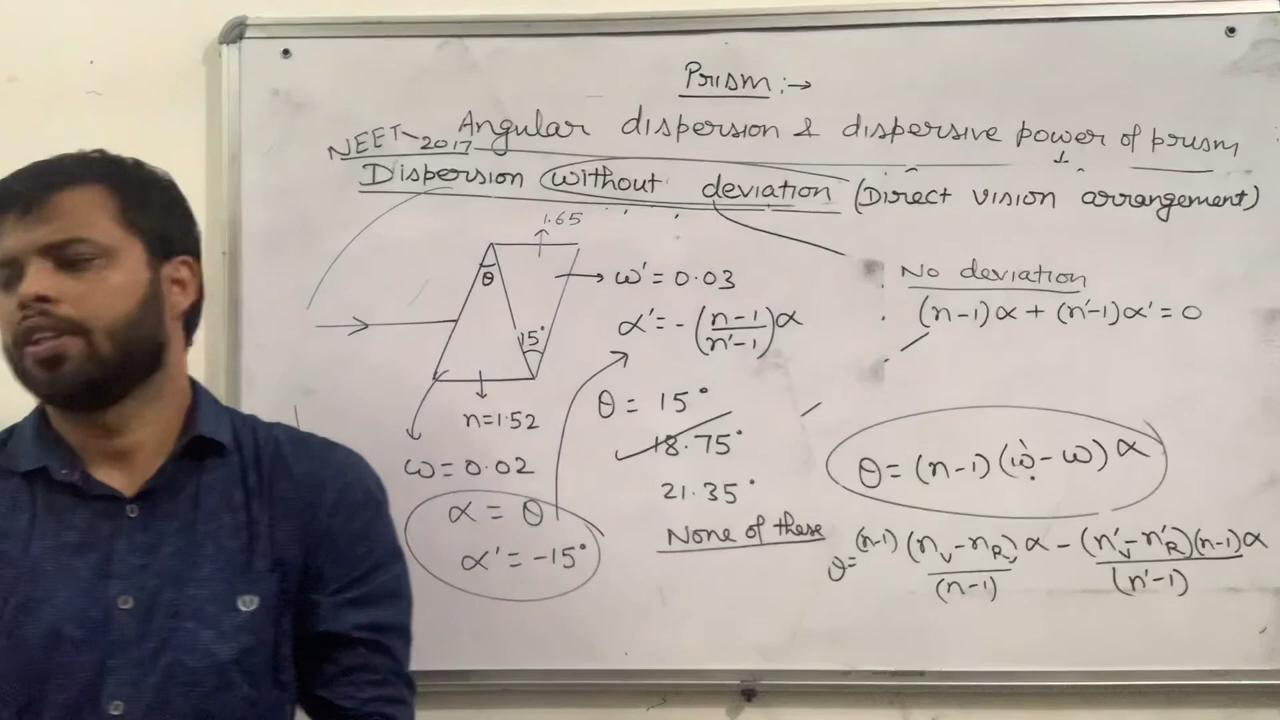 Prism:→
NEET-2017
Angular dispersion & dispersive power of prism
Dispersion without deviation (Direct vision arrangement)
1.65
θ
15°
n=1.52
ω=0.02
α = θ
α'=-15°
→ ω'=0.03
α'=-(n-1/n'-1)α
θ = 15°
18.75°
21.35°
None of these
No deviation
(n-1)α+(n'-1)α'=0
θ=(n-1)(ω'-ω)α
θ=(n-1)(nᵥ-n_R)α/(n-1) - (n'ᵥ-n'_R)(n-1)α/(n'-1)